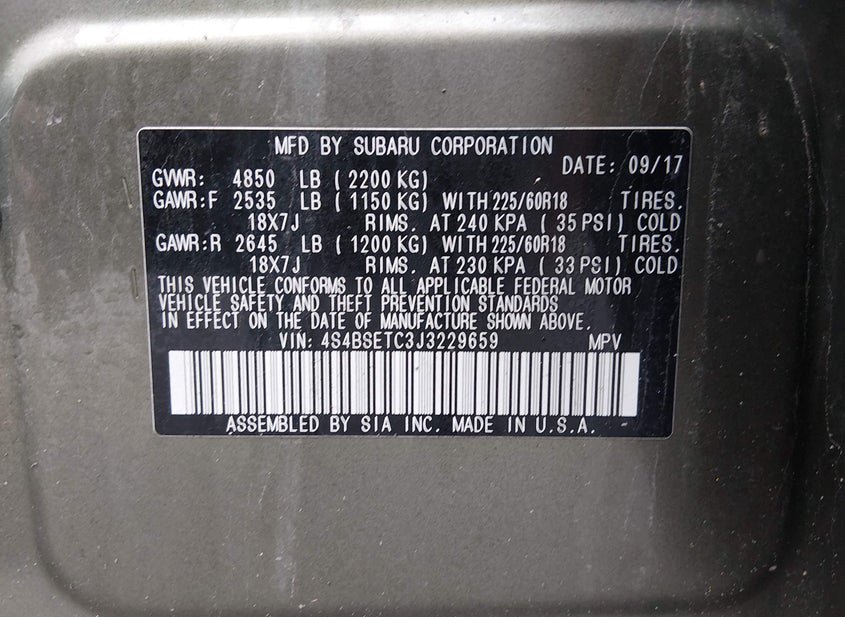 MFD BY SUBARU CORPORATION
DATE: 09/17
GVWR: 4850 LB ( 2200 KG)
GAWR:F 2535 LB ( 1150 KG) WITH 225/60R18 TIRES.
18X7J RIMS. AT 240 KPA ( 35 PSI) COLD
GAWR:R 2645 LB ( 1200 KG) WITH 225/60R18 TIRES.
18X7J RIMS. AT 230 KPA ( 33 PSI) COLD
THIS VEHICLE CONFORMS TO ALL APPLICABLE FEDERAL MOTOR
VEHICLE SAFETY AND THEFT PREVENTION STANDARDS
IN EFFECT ON THE DATE OF MANUFACTURE SHOWN ABOVE.
VIN: 4S4BSETC3J3229659 MPV
ASSEMBLED BY SIA INC. MADE IN U.S.A.